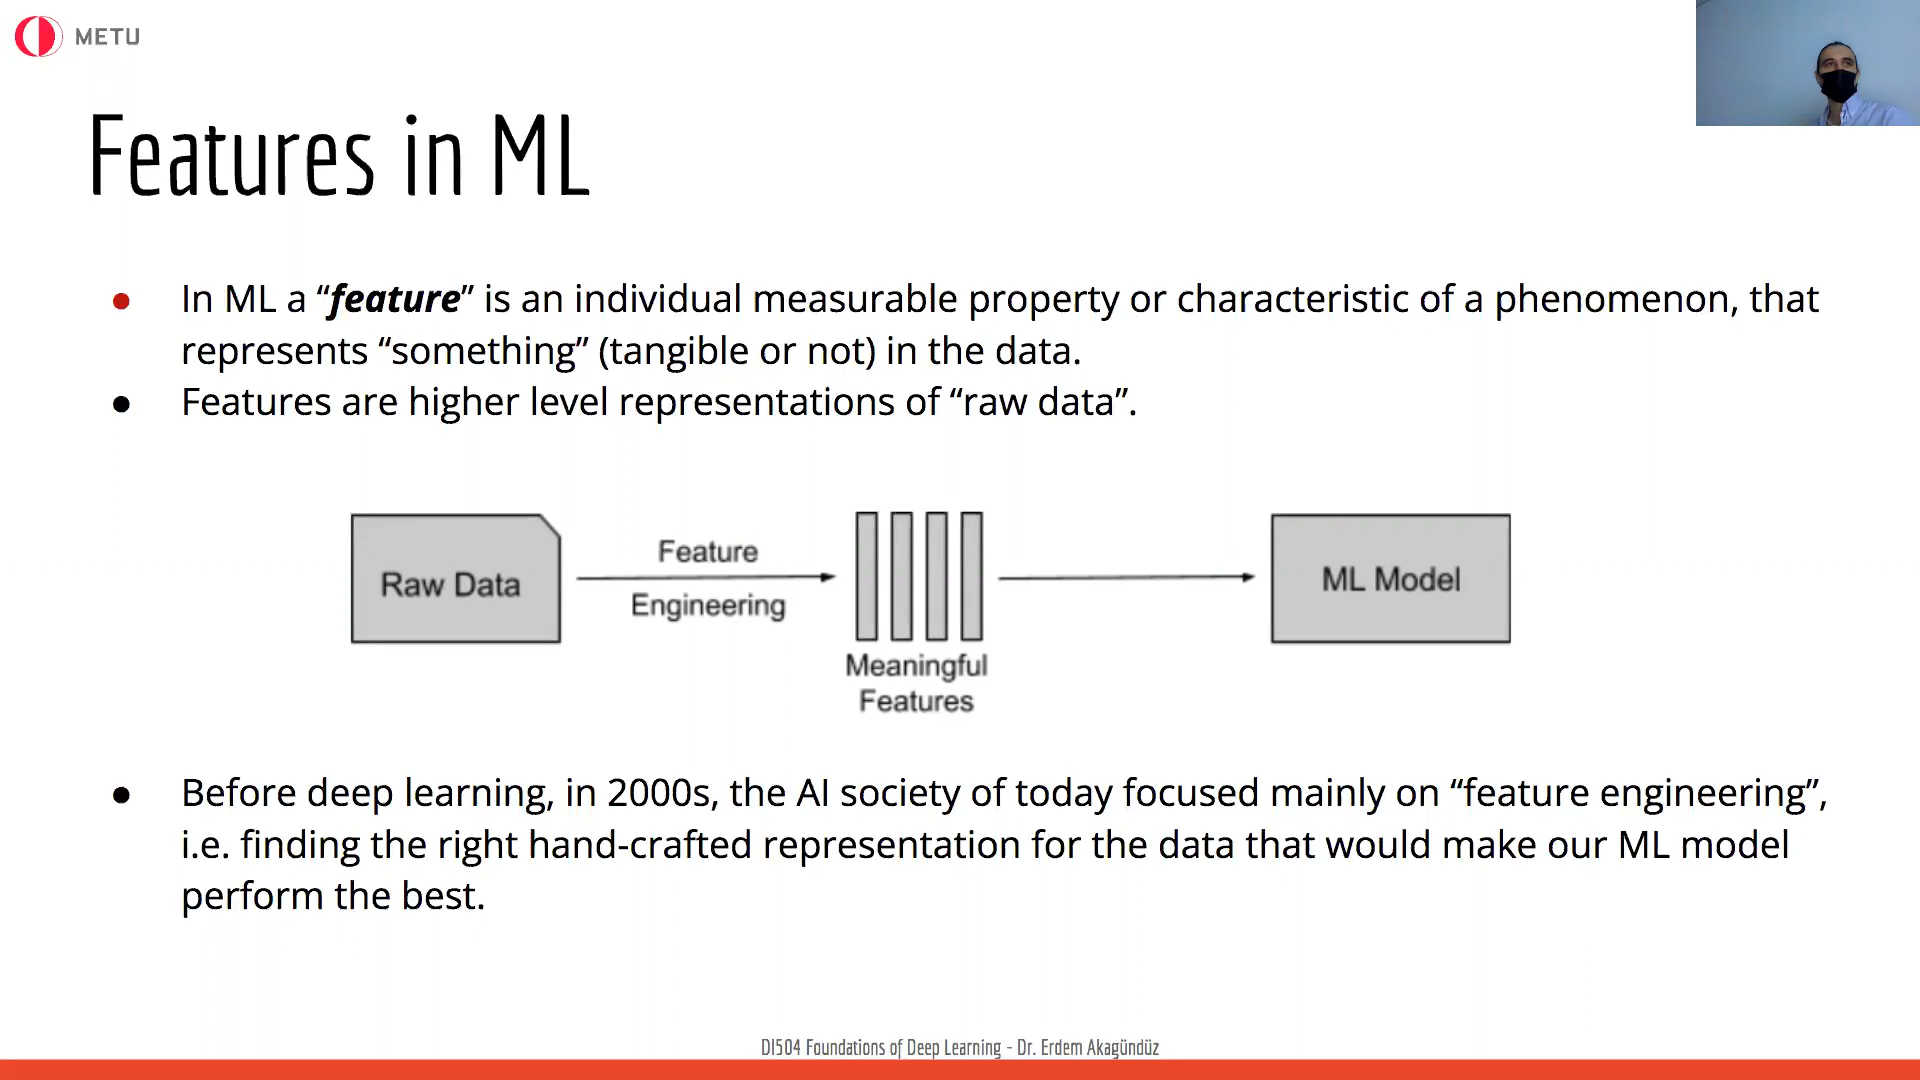 METU
Features in ML
● In ML a “feature” is an individual measurable property or characteristic of a phenomenon, that
represents “something” (tangible or not) in the data.
● Features are higher level representations of “raw data”.
Raw Data
Feature
Engineering
Meaningful
Features
ML Model
● Before deep learning, in 2000s, the AI society of today focused mainly on “feature engineering”,
i.e. finding the right hand-crafted representation for the data that would make our ML model
perform the best.
DI504 Foundations of Deep Learning - Dr. Erdem Akagündüz